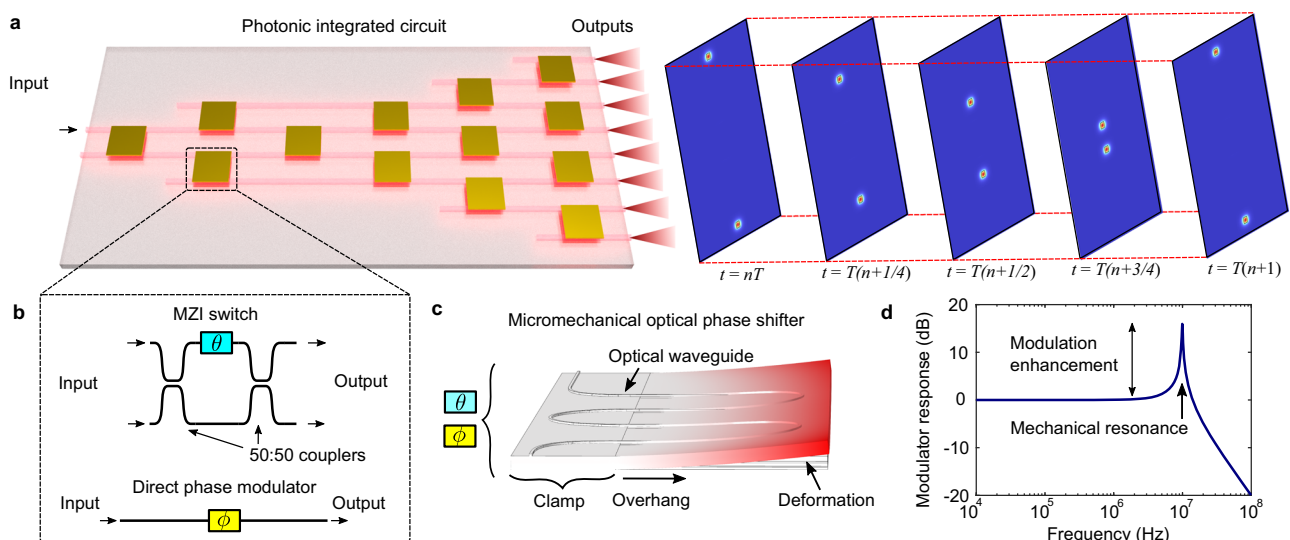 a
Photonic integrated circuit
Outputs
Input
t = nT
t = T(n+1/4)
t = T(n+1/2)
t = T(n+3/4)
t = T(n+1)
b
MZI switch
θ
Input
Output
50:50 couplers
Direct phase modulator
Input
Output
ϕ
c
Micromechanical optical phase shifter
Optical waveguide
θ
ϕ
Clamp
Overhang
Deformation
d
Modulator response (dB)
20
10
0
-10
-20
Modulation
enhancement
Mechanical resonance
10⁴
10⁵
10⁶
10⁷
10⁸
Frequency (Hz)